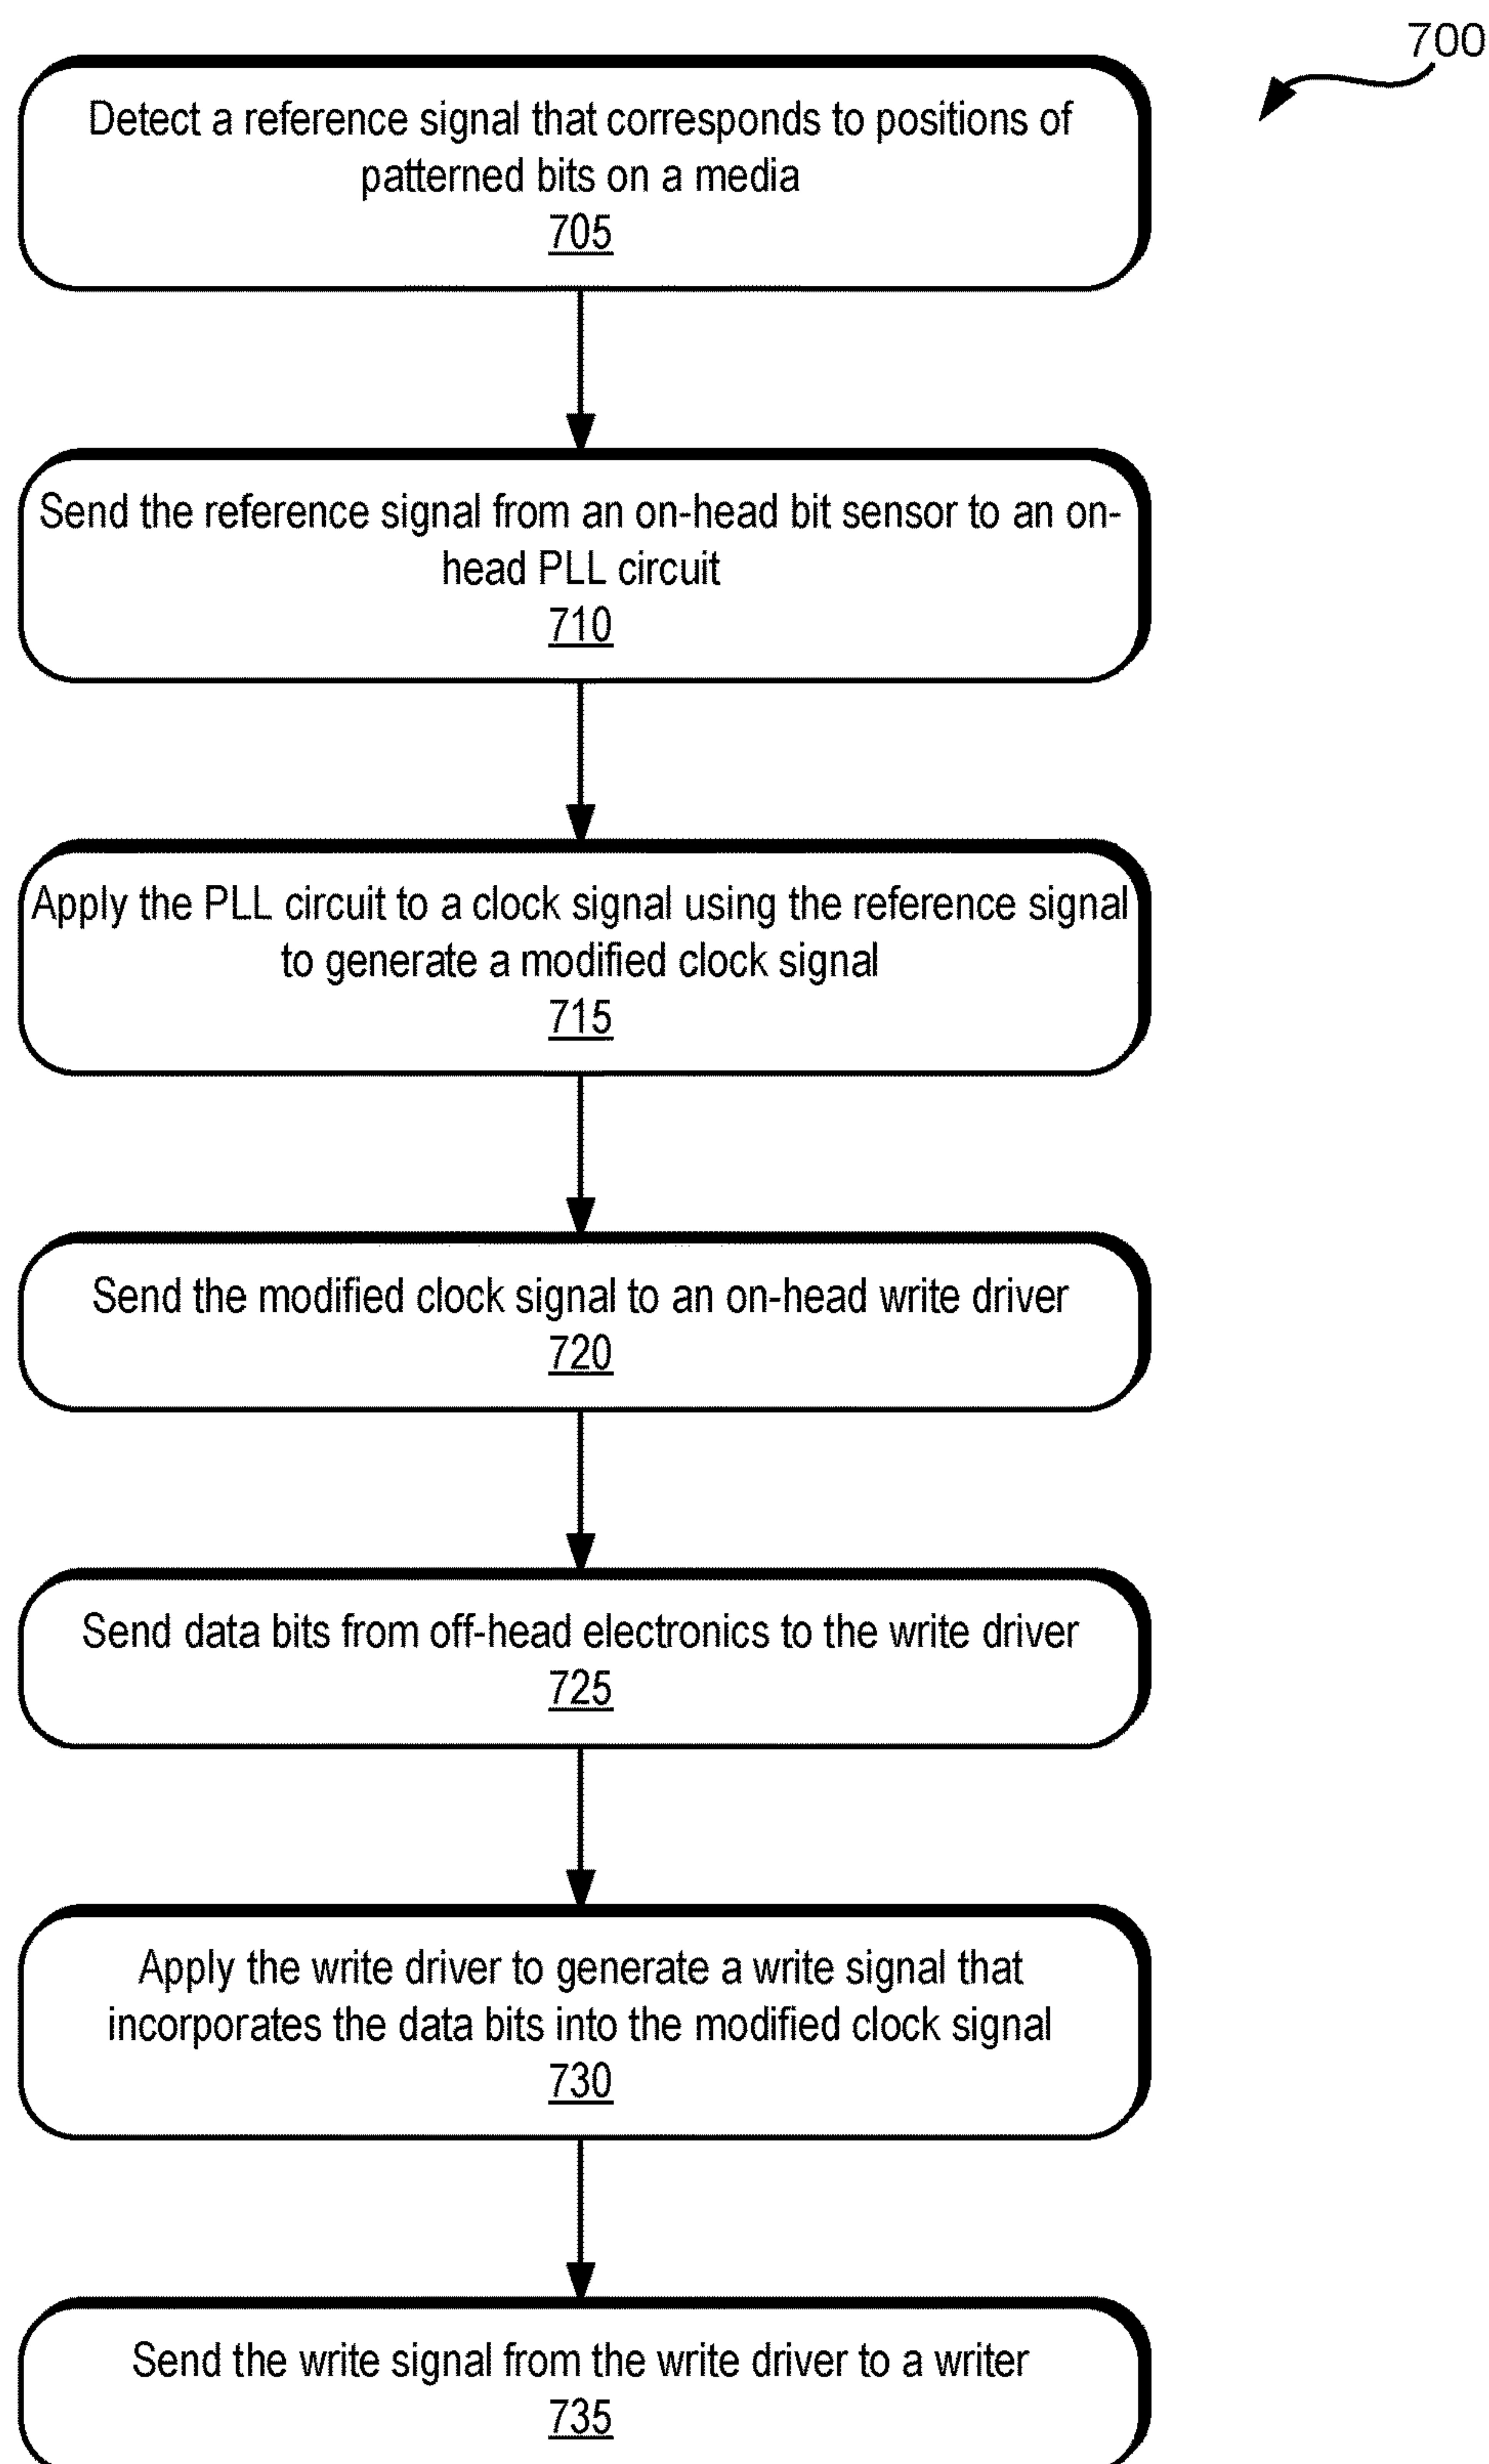 700
Detect a reference signal that corresponds to positions of
patterned bits on a media
705
Send the reference signal from an on-head bit sensor to an on-
head PLL circuit
710
Apply the PLL circuit to a clock signal using the reference signal
to generate a modified clock signal
715
Send the modified clock signal to an on-head write driver
720
Send data bits from off-head electronics to the write driver
725
Apply the write driver to generate a write signal that
incorporates the data bits into the modified clock signal
730
Send the write signal from the write driver to a writer
735